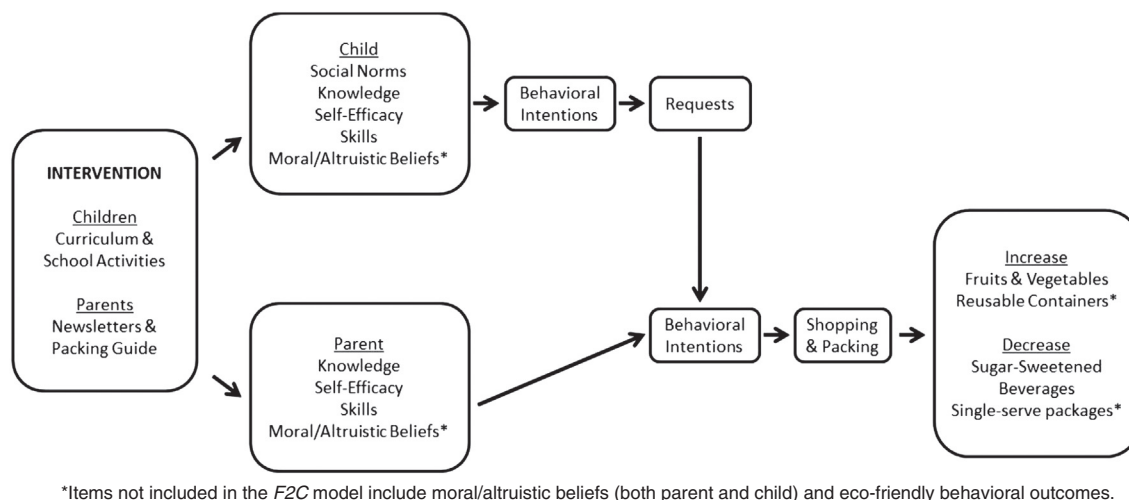 INTERVENTION
Children
Curriculum &
School Activities
Parents
Newsletters &
Packing Guide
Child
Social Norms
Knowledge
Self-Efficacy
Skills
Moral/Altruistic Beliefs*
Behavioral
Intentions
Requests
Parent
Knowledge
Self-Efficacy
Skills
Moral/Altruistic Beliefs*
Behavioral
Intentions
Shopping
& Packing
Increase
Fruits & Vegetables
Reusable Containers*
Decrease
Sugar-Sweetened
Beverages
Single-serve packages*
*Items not included in the F2C model include moral/altruistic beliefs (both parent and child) and eco-friendly behavioral outcomes.